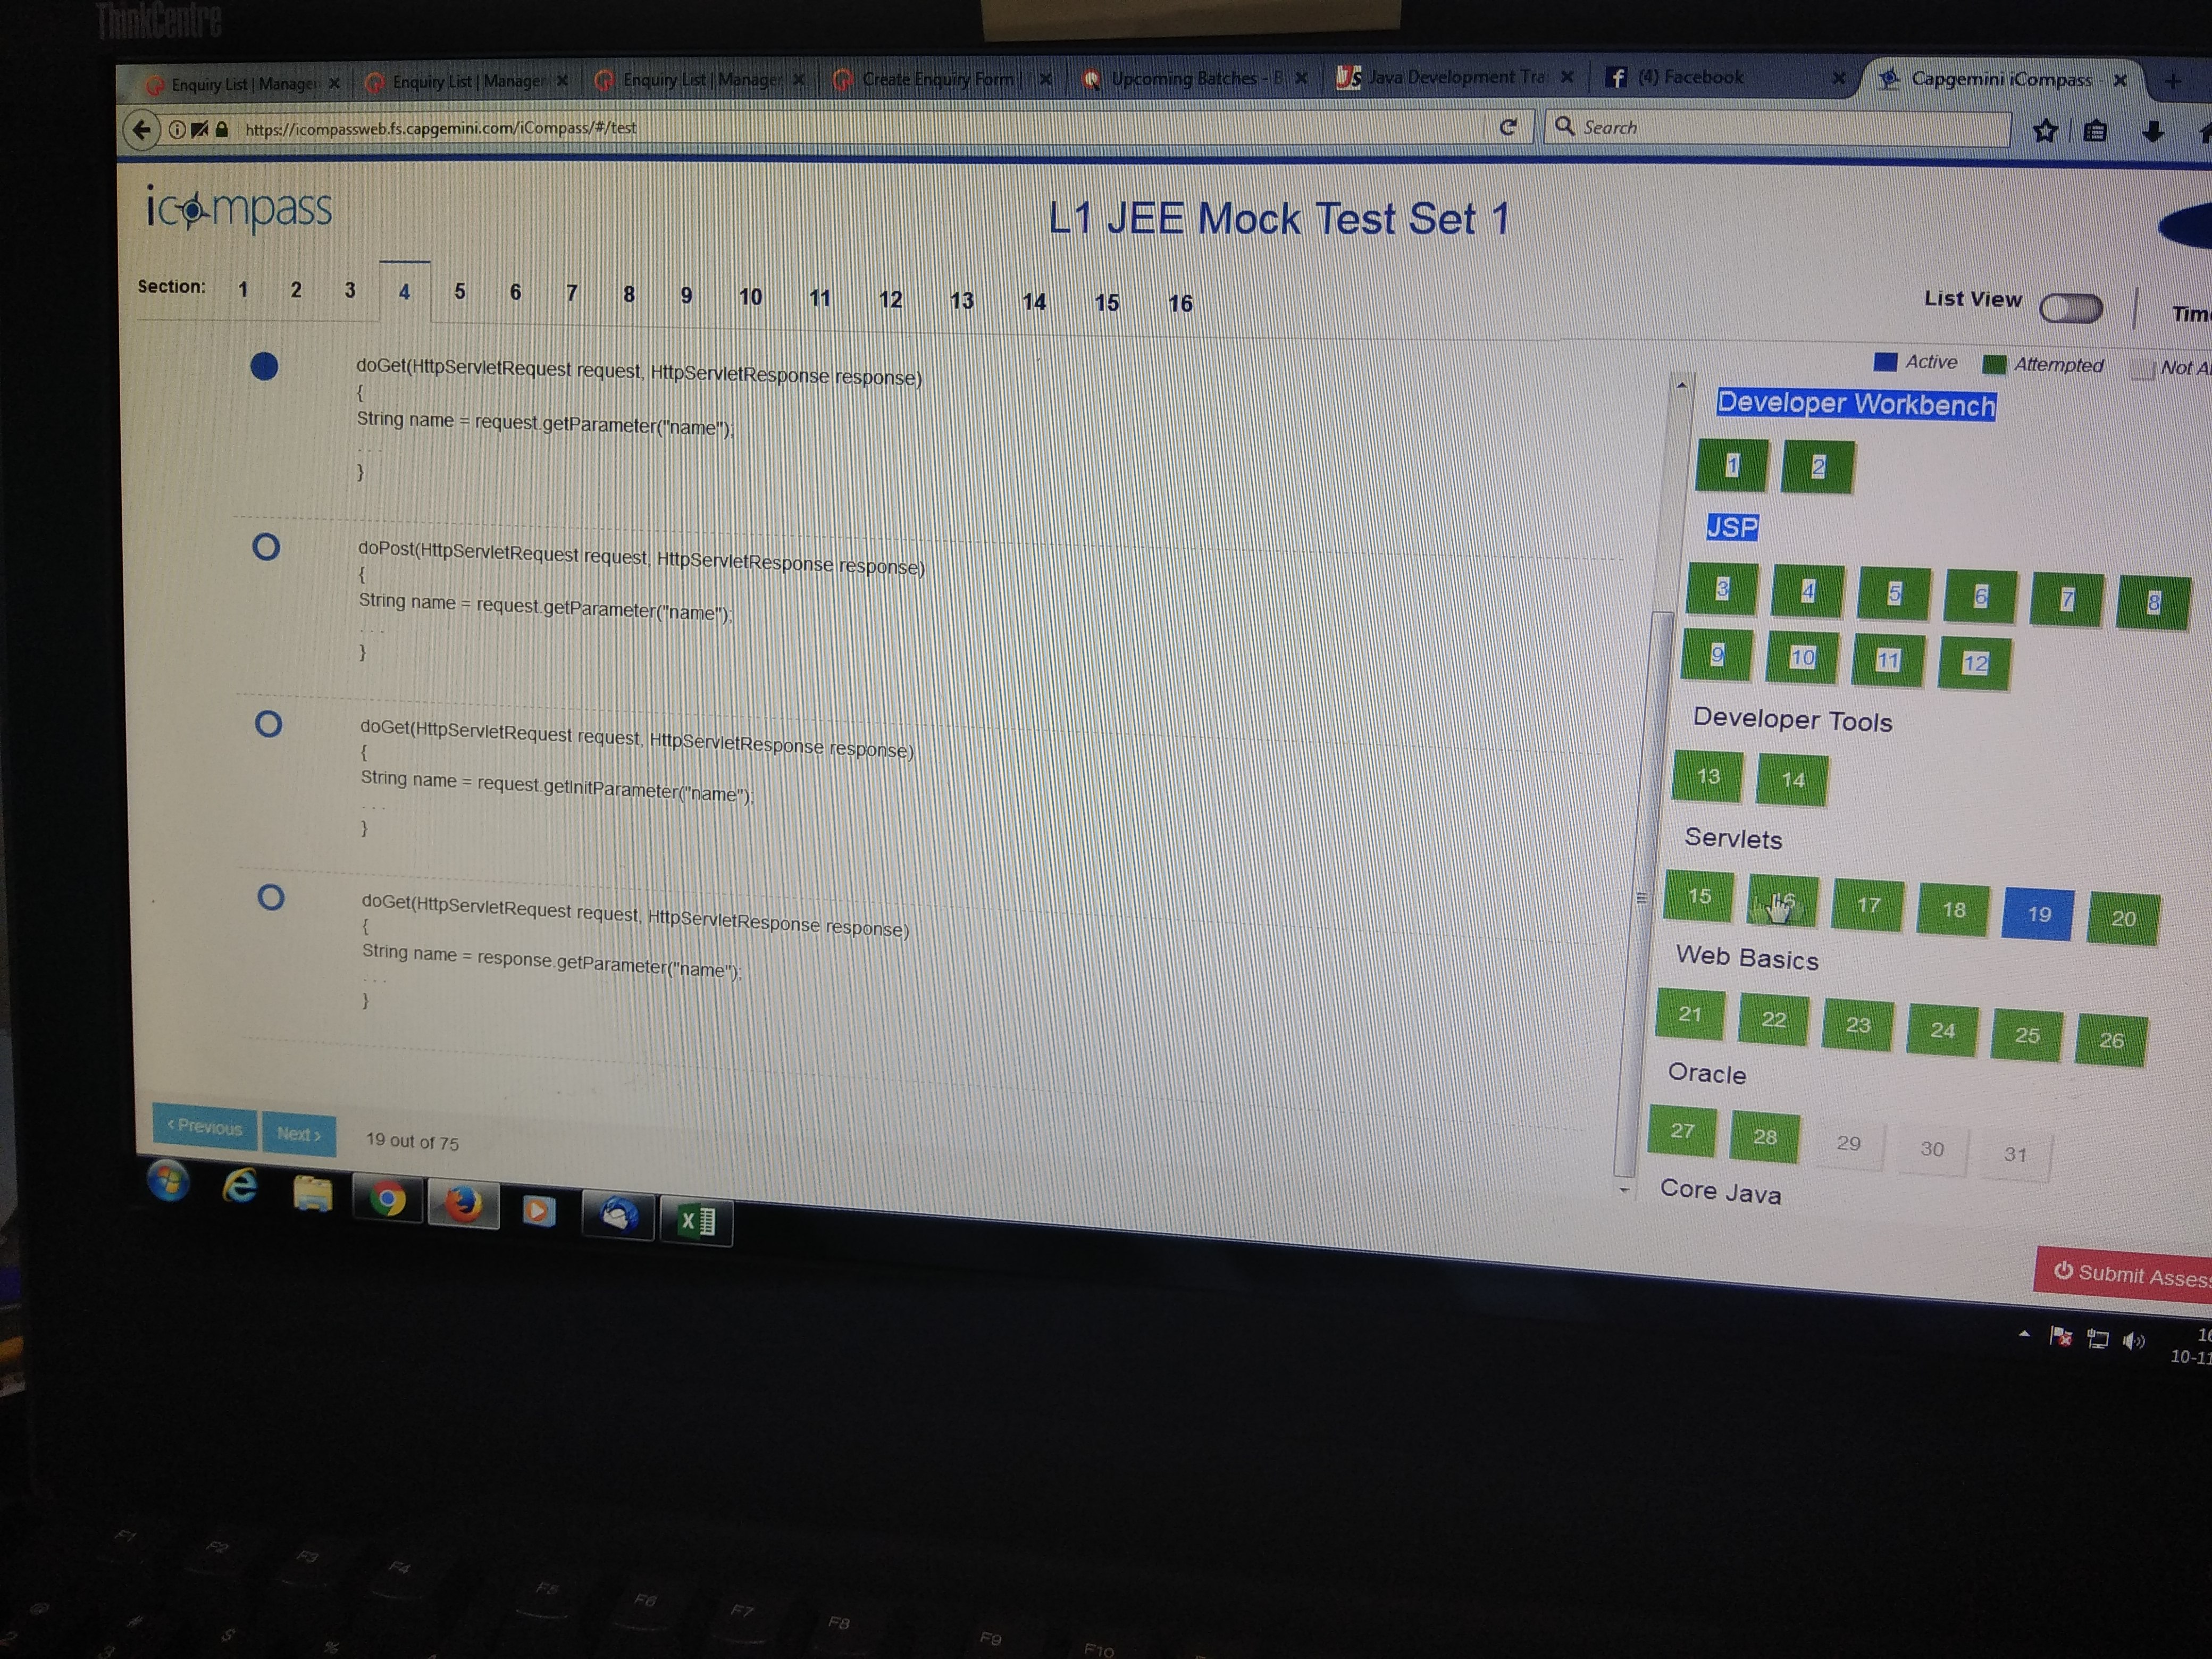 ThinkCentre
Enquiry List | Manager
Enquiry List | Manager
Enquiry List | Manager
Create Enquiry Form |
Upcoming Batches - B
Java Development Tra
(4) Facebook
Capgemini iCompass -
https://icompassweb.fs.capgemini.com/iCompass/#/test
Search
icompass
L1 JEE Mock Test Set 1
Section: 1 2 3 4 5 6 7 8 9 10 11 12 13 14 15 16
List View
Tim
Active Attempted Not A
doGet(HttpServletRequest request, HttpServletResponse response)
{
String name = request.getParameter("name");
. . .
}
doPost(HttpServletRequest request, HttpServletResponse response)
{
String name = request.getParameter("name");
. . .
}
doGet(HttpServletRequest request, HttpServletResponse response)
{
String name = request.getInitParameter("name");
. . .
}
doGet(HttpServletRequest request, HttpServletResponse response)
{
String name = response.getParameter("name");
. . .
}
< Previous Next > 19 out of 75
Developer Workbench
1 2
JSP
3 4 5 6 7 8
9 10 11 12
Developer Tools
13 14
Servlets
15 16 17 18 19 20
Web Basics
21 22 23 24 25 26
Oracle
27 28 29 30 31
Core Java
Submit Assess
10-11
F1 F2 F3 F4 F5 F6 F7 F8 F9 F10
@ # $ %
2 3